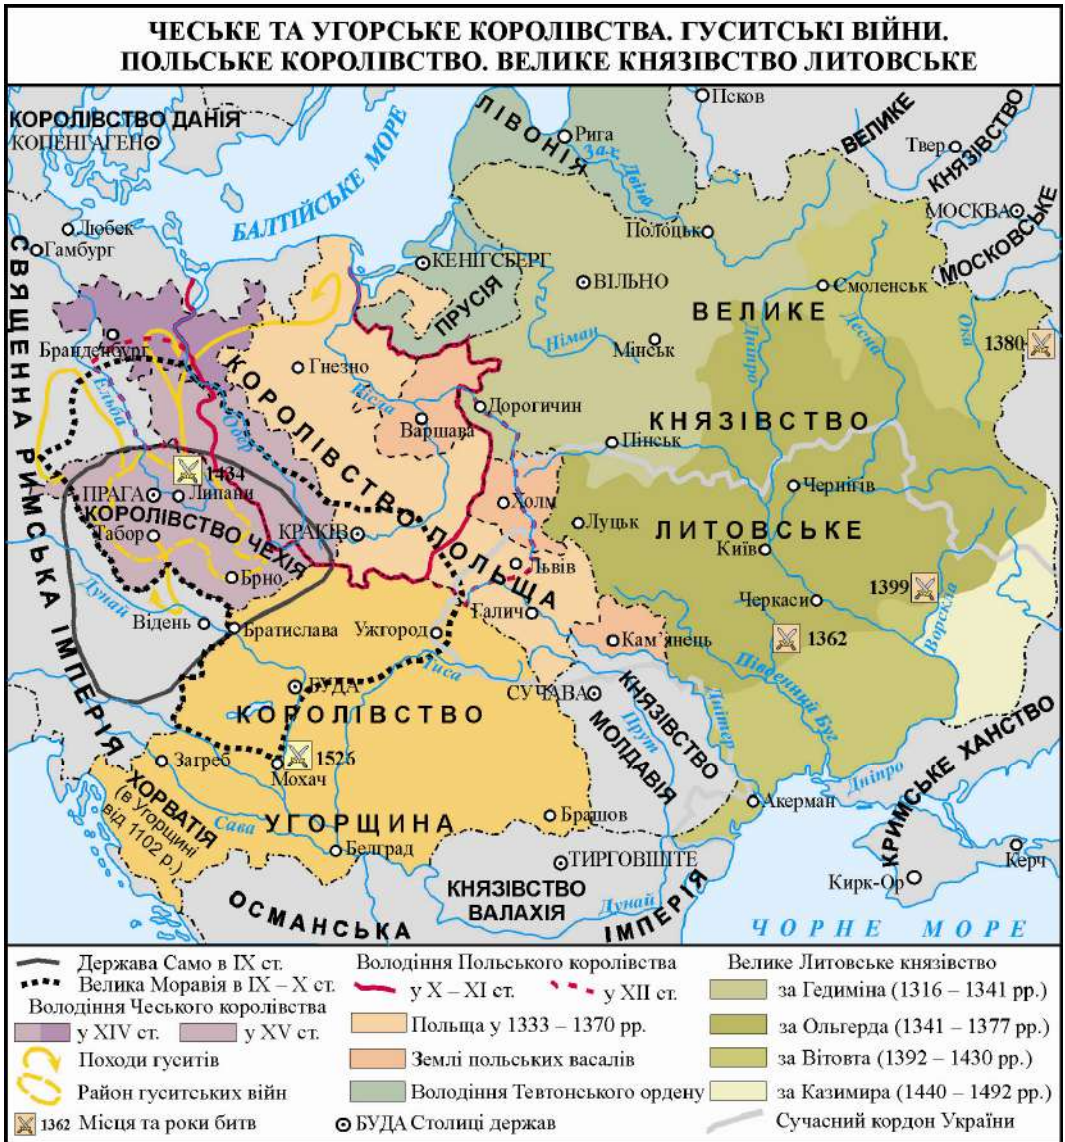 ЧЕСЬКЕ ТА УГОРСЬКЕ КОРОЛІВСТВА. ГУСИТСЬКІ ВІЙНИ.
ПОЛЬСЬКЕ КОРОЛІВСТВО. ВЕЛИКЕ КНЯЗІВСТВО ЛИТОВСЬКЕ
КОРОЛІВСТВО ДАНІЯ
КОПЕНГАГЕН
БАЛТІЙСЬКЕ МОРЕ
ЛІВОНІЯ
Рига
Зах. Двіна
Псков
ВЕЛИКЕ
КНЯЗІВСТВО
МОСКОВСЬКЕ
Твер
МОСКВА
Любек
Гамбург
СВЯЩЕННА РИМСЬКА ІМПЕРІЯ
КЕНІГСБЕРГ
ПРУСІЯ
Полоцьк
ВІЛЬНО
Смоленськ
ВЕЛИКЕ
КНЯЗІВСТВО
ЛИТОВСЬКЕ
Німан
Мінськ
Дніпро
Десна
Ока
1380
Бранденбург
Ельба
Одер
Гнезно
Вісла
Варшава
Дорогичин
КОРОЛІВСТВО ПОЛЬЩА
Пінськ
Чернігів
1434
ПРАГА
Липани
КОРОЛІВСТВО ЧЕХІЯ
Табор
Брно
КРАКІВ
Холм
Луцьк
Київ
Львів
Галич
1399
Черкаси
Ворскла
1362
Дунай
Відень
Братислава
Ужгород
Тиса
Кам’янець
Південний Буг
БУДА
КОРОЛІВСТВО
УГОРЩИНА
СУЧАВА
КНЯЗІВСТВО
МОЛДАВІЯ
Прут
Дністер
Загреб
1526
Мохач
ХОРВАТІЯ
(в Угорщині
від 1102 р.)
Сава
Белград
Брашов
Акерман
Дніпро
КРИМСЬКЕ ХАНСТВО
Керч
Кирк-Ор
ТИРГОВІШТЕ
КНЯЗІВСТВО
ВАЛАХІЯ
Дунай
ОСМАНСЬКА
ІМПЕРІЯ
ЧОРНЕ МОРЕ
Держава Само в ІХ ст.
Велика Моравія в ІХ – Х ст.
Володіння Чеського королівства
у XIV ст.
у XV ст.
Походи гуситів
Район гуситських війн
1362 Місця та роки битв
Володіння Польського королівства
у X – XI ст.
у XII ст.
Польща у 1333 – 1370 рр.
Землі польських васалів
Володіння Тевтонського ордену
БУДА Столиці держав
Велике Литовське князівство
за Гедиміна (1316 – 1341 рр.)
за Ольгерда (1341 – 1377 рр.)
за Вітовта (1392 – 1430 рр.)
за Казимира (1440 – 1492 рр.)
Сучасний кордон України